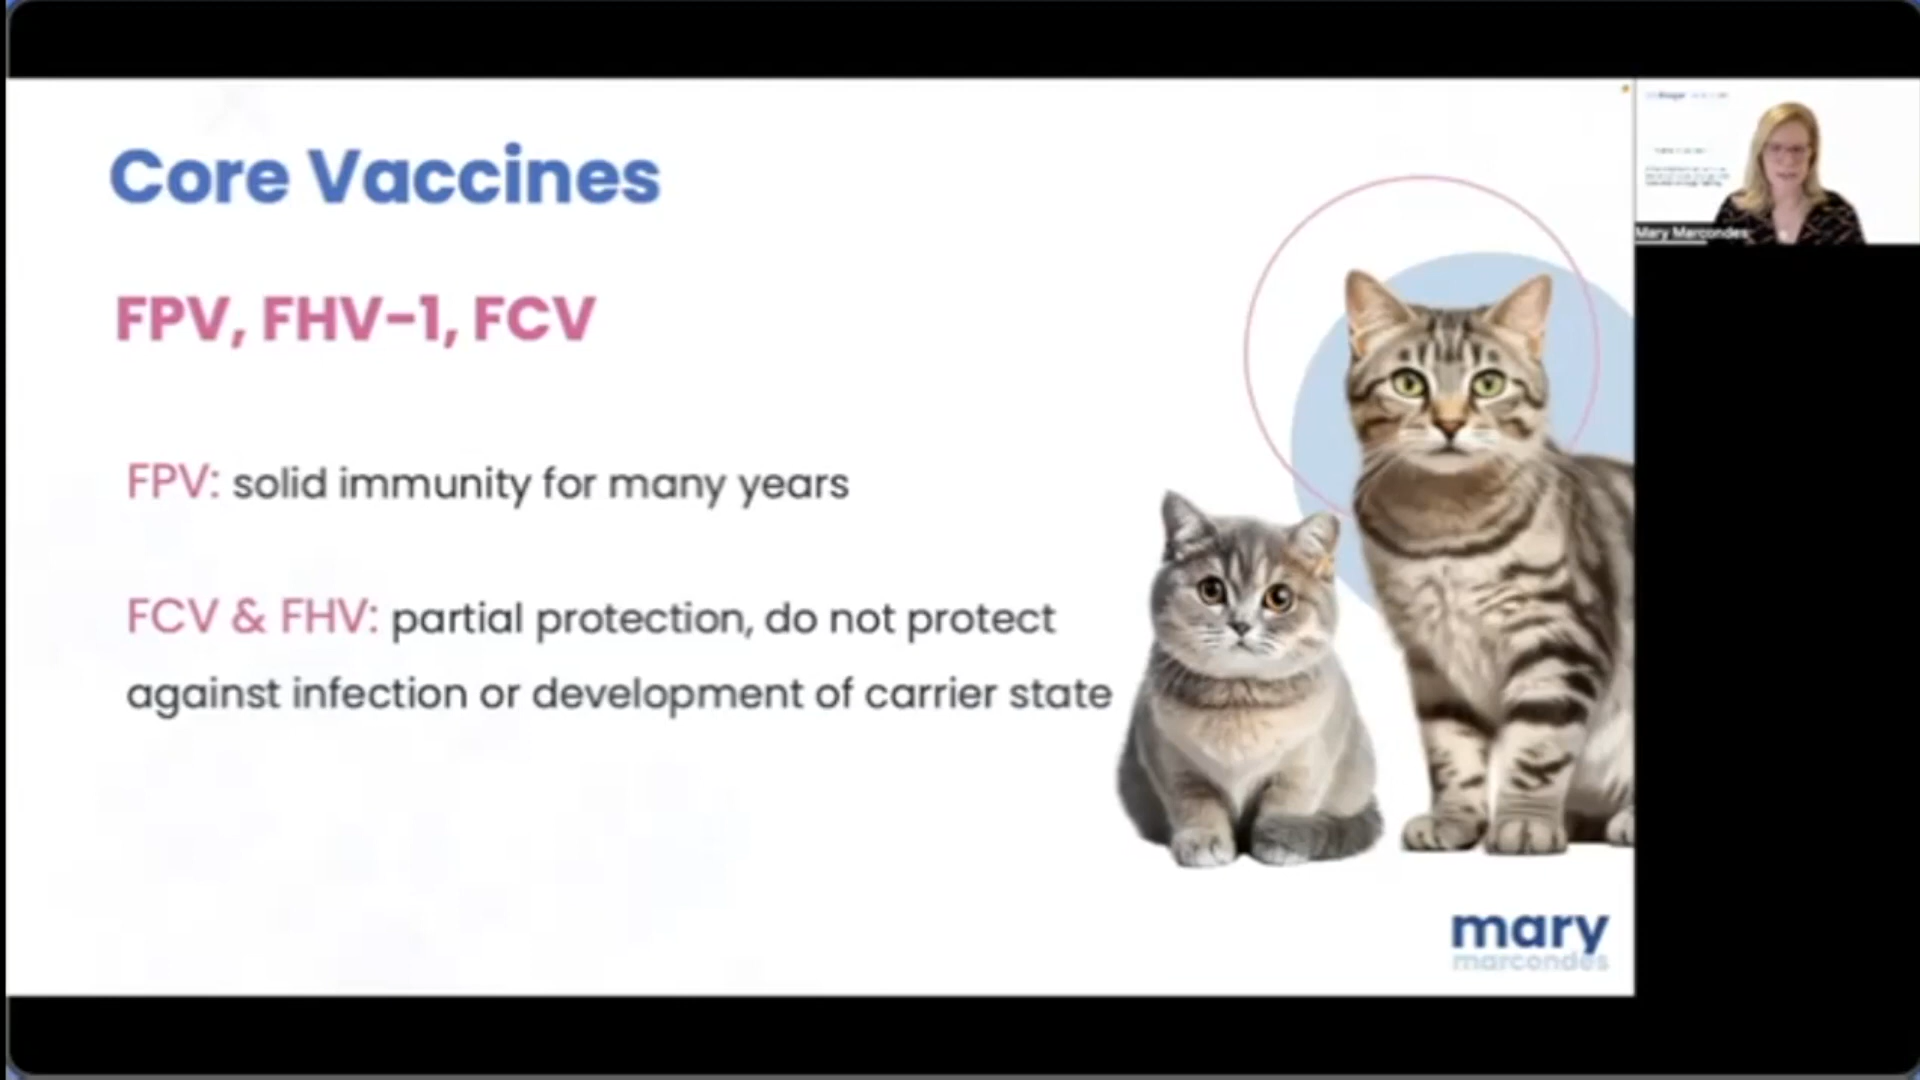 Core Vaccines
FPV, FHV-1, FCV
FPV: solid immunity for many years
FCV & FHV: partial protection, do not protect
against infection or development of carrier state
mary
marcondes
Mary Marcondes